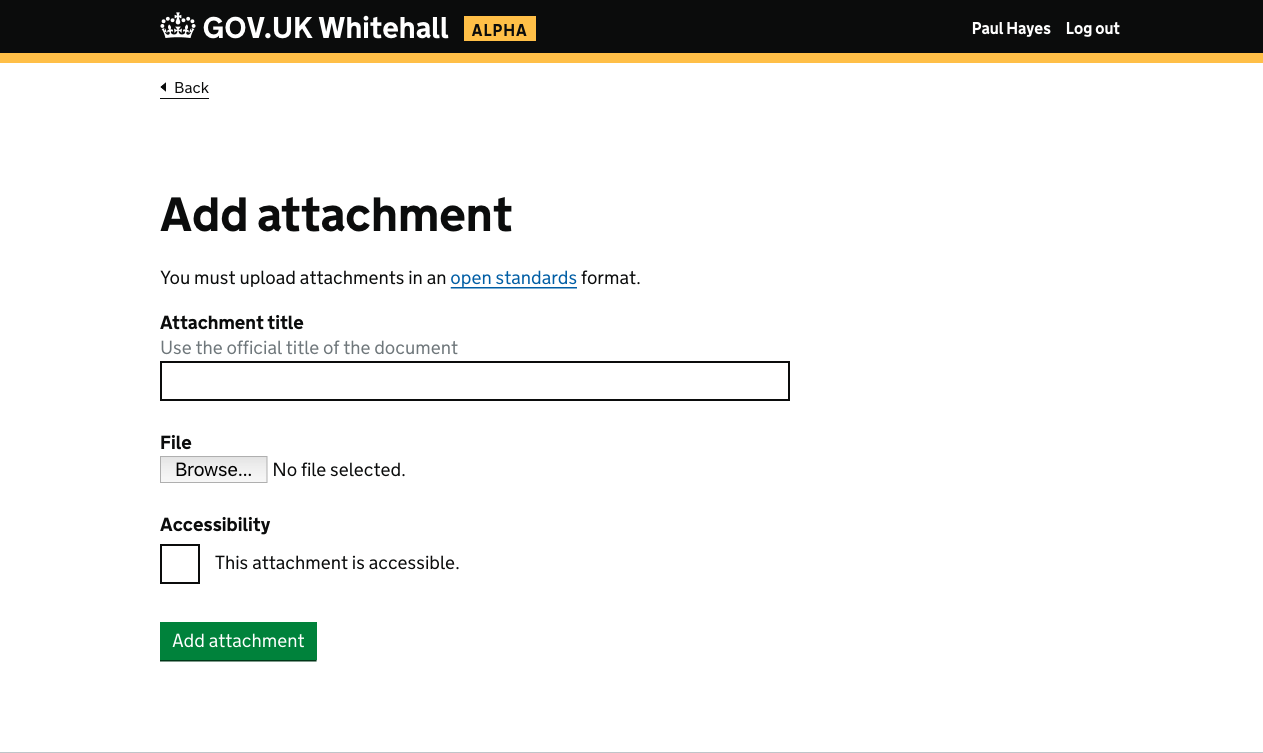 GOV.UK Whitehall ALPHA Paul Hayes Log out
Back
Add attachment
You must upload attachments in an open standards format.
Attachment title
Use the official title of the document
File
Browse... No file selected.
Accessibility
This attachment is accessible.
Add attachment